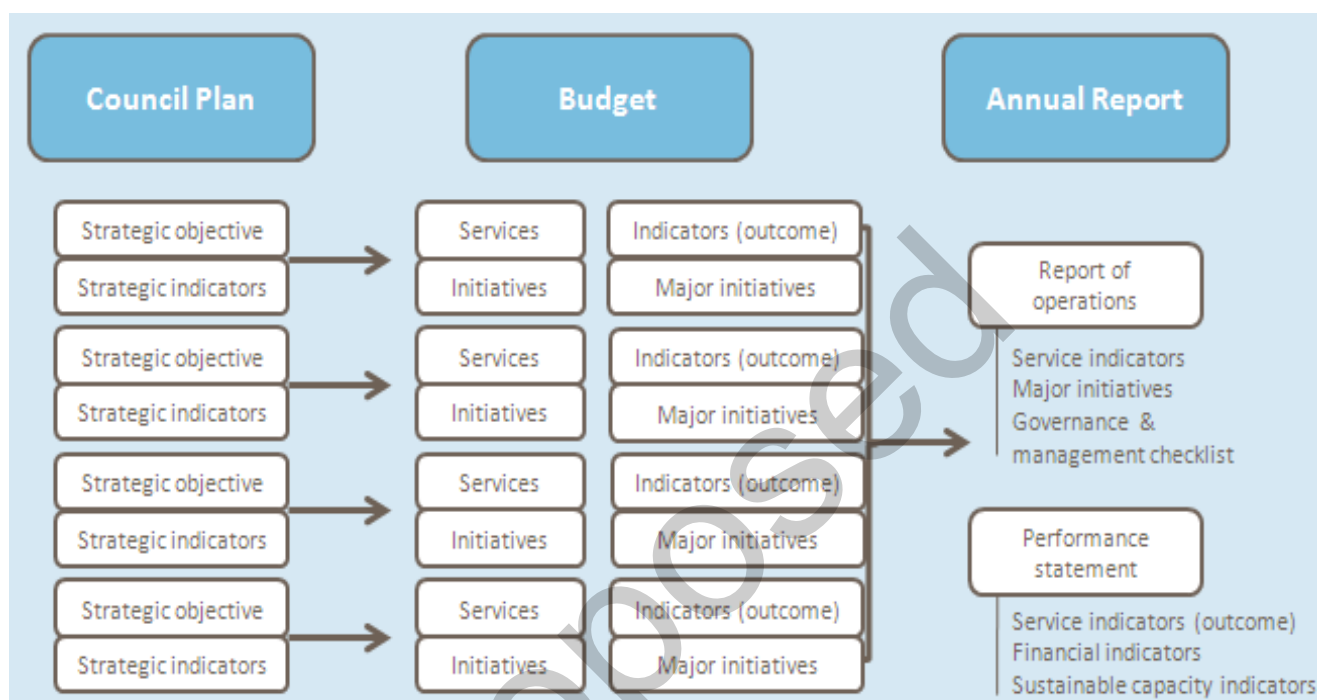 Council Plan
Budget
Annual Report
Strategic objective
Strategic indicators
Services
Initiatives
Indicators (outcome)
Major initiatives
Strategic objective
Strategic indicators
Services
Initiatives
Indicators (outcome)
Major initiatives
Strategic objective
Strategic indicators
Services
Initiatives
Indicators (outcome)
Major initiatives
Strategic objective
Strategic indicators
Services
Initiatives
Indicators (outcome)
Major initiatives
Report of
operations
Service indicators
Major initiatives
Governance &
management checklist
Performance
statement
Service indicators (outcome)
Financial indicators
Sustainable capacity indicators